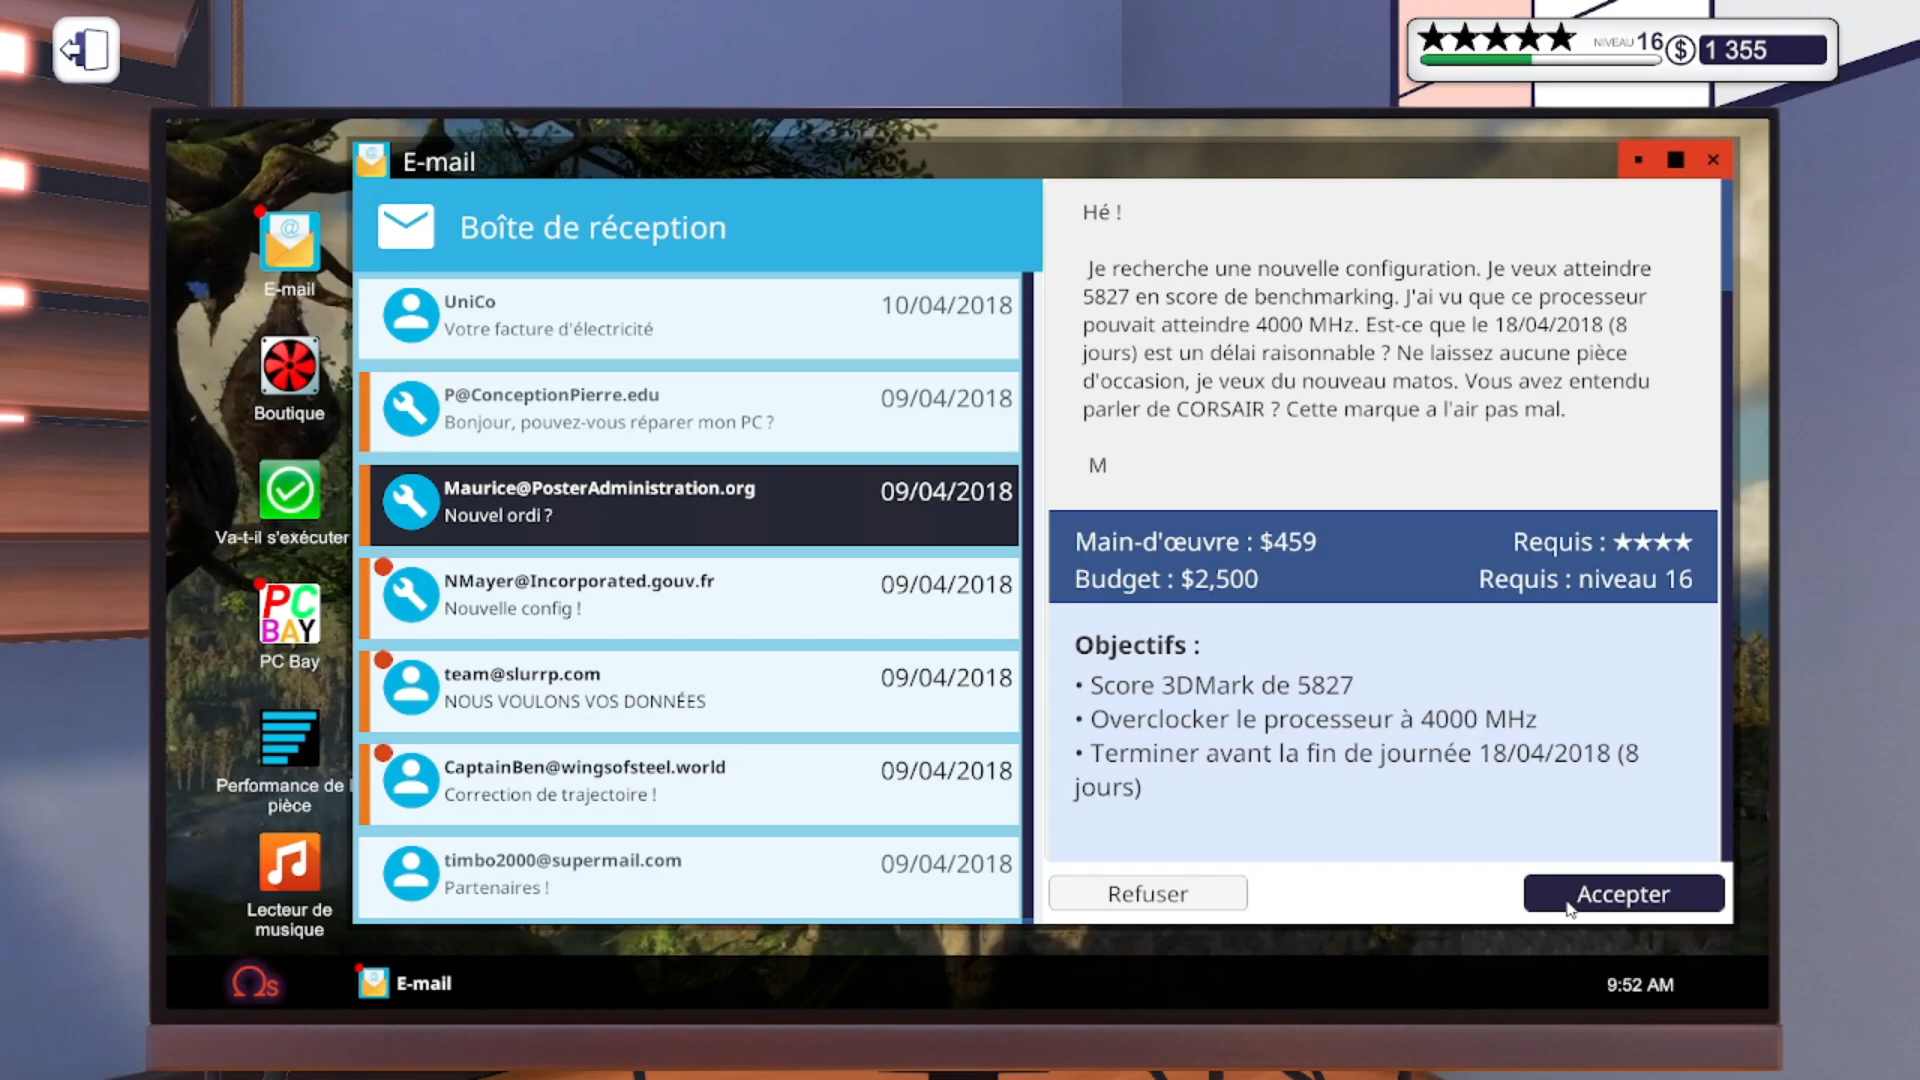 NIVEAU 16
1 355
E-mail
Boîte de réception
UniCo
10/04/2018
Votre facture d'électricité
P@ConceptionPierre.edu
09/04/2018
Bonjour, pouvez-vous réparer mon PC ?
Maurice@PosterAdministration.org
09/04/2018
Nouvel ordi ?
NMayer@Incorporated.gouv.fr
09/04/2018
Nouvelle config !
team@slurrp.com
09/04/2018
NOUS VOULONS VOS DONNÉES
CaptainBen@wingsofsteel.world
09/04/2018
Correction de trajectoire !
timbo2000@supermail.com
09/04/2018
Partenaires !
Hé !
Je recherche une nouvelle configuration. Je veux atteindre
5827 en score de benchmarking. J'ai vu que ce processeur
pouvait atteindre 4000 MHz. Est-ce que le 18/04/2018 (8
jours) est un délai raisonnable ? Ne laissez aucune pièce
d'occasion, je veux du nouveau matos. Vous avez entendu
parler de CORSAIR ? Cette marque a l'air pas mal.
M
Main-d'œuvre : $459
Requis : ★★★★
Budget : $2,500
Requis : niveau 16
Objectifs :
• Score 3DMark de 5827
• Overclocker le processeur à 4000 MHz
• Terminer avant la fin de journée 18/04/2018 (8
jours)
Refuser
Accepter
E-mail
Boutique
Va-t-il s'exécuter
PC
BAY
PC Bay
Performance de l
pièce
Lecteur de
musique
Ωs
E-mail
9:52 AM